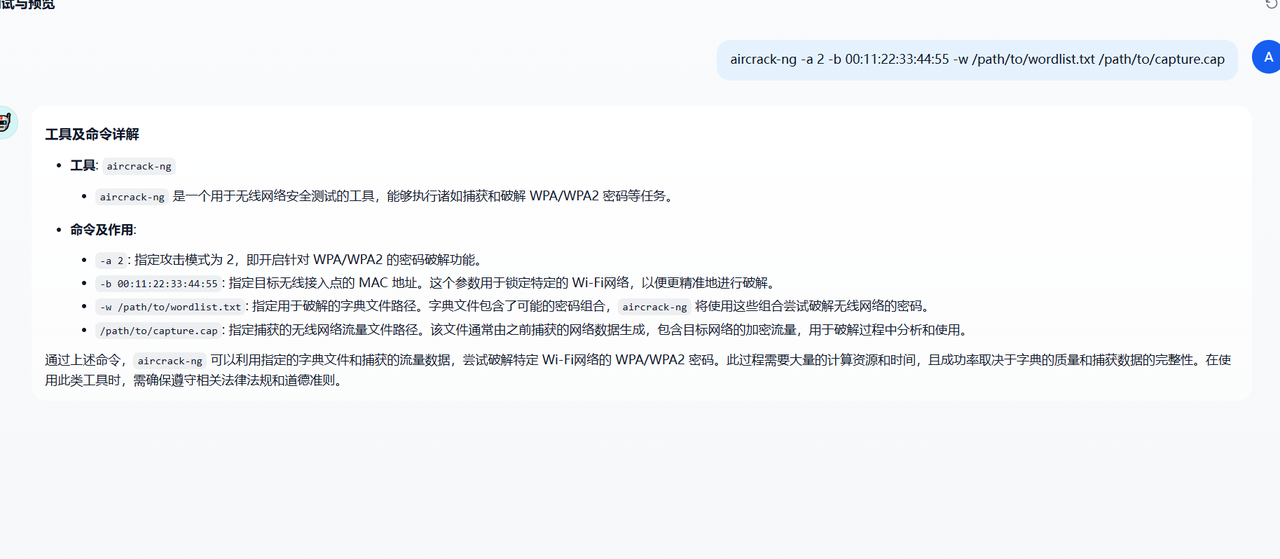 试与预览
aircrack-ng -a 2 -b 00:11:22:33:44:55 -w /path/to/wordlist.txt /path/to/capture.cap
A
工具及命令详解
工具: aircrack-ng
aircrack-ng 是一个用于无线网络安全测试的工具，能够执行诸如捕获和破解 WPA/WPA2 密码等任务。
命令及作用:
-a 2: 指定攻击模式为 2，即开启针对 WPA/WPA2 的密码破解功能。
-b 00:11:22:33:44:55: 指定目标无线接入点的 MAC 地址。这个参数用于锁定特定的 Wi-Fi网络，以便更精准地进行破解。
-w /path/to/wordlist.txt: 指定用于破解的字典文件路径。字典文件包含了可能的密码组合，aircrack-ng 将使用这些组合尝试破解无线网络的密码。
/path/to/capture.cap: 指定捕获的无线网络流量文件路径。该文件通常由之前捕获的网络数据生成，包含目标网络的加密流量，用于破解过程中分析和使用。
通过上述命令，aircrack-ng 可以利用指定的字典文件和捕获的流量数据，尝试破解特定 Wi-Fi网络的 WPA/WPA2 密码。此过程需要大量的计算资源和时间，且成功率取决于字典的质量和捕获数据的完整性。在使
用此类工具时，需确保遵守相关法律法规和道德准则。